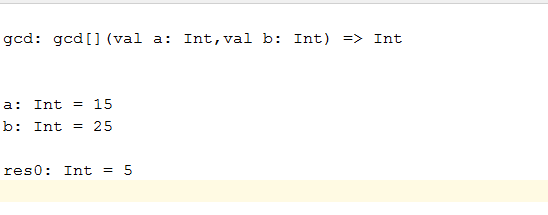 gcd: gcd[](val a: Int,val b: Int) => Int
a: Int = 15
b: Int = 25
res0: Int = 5